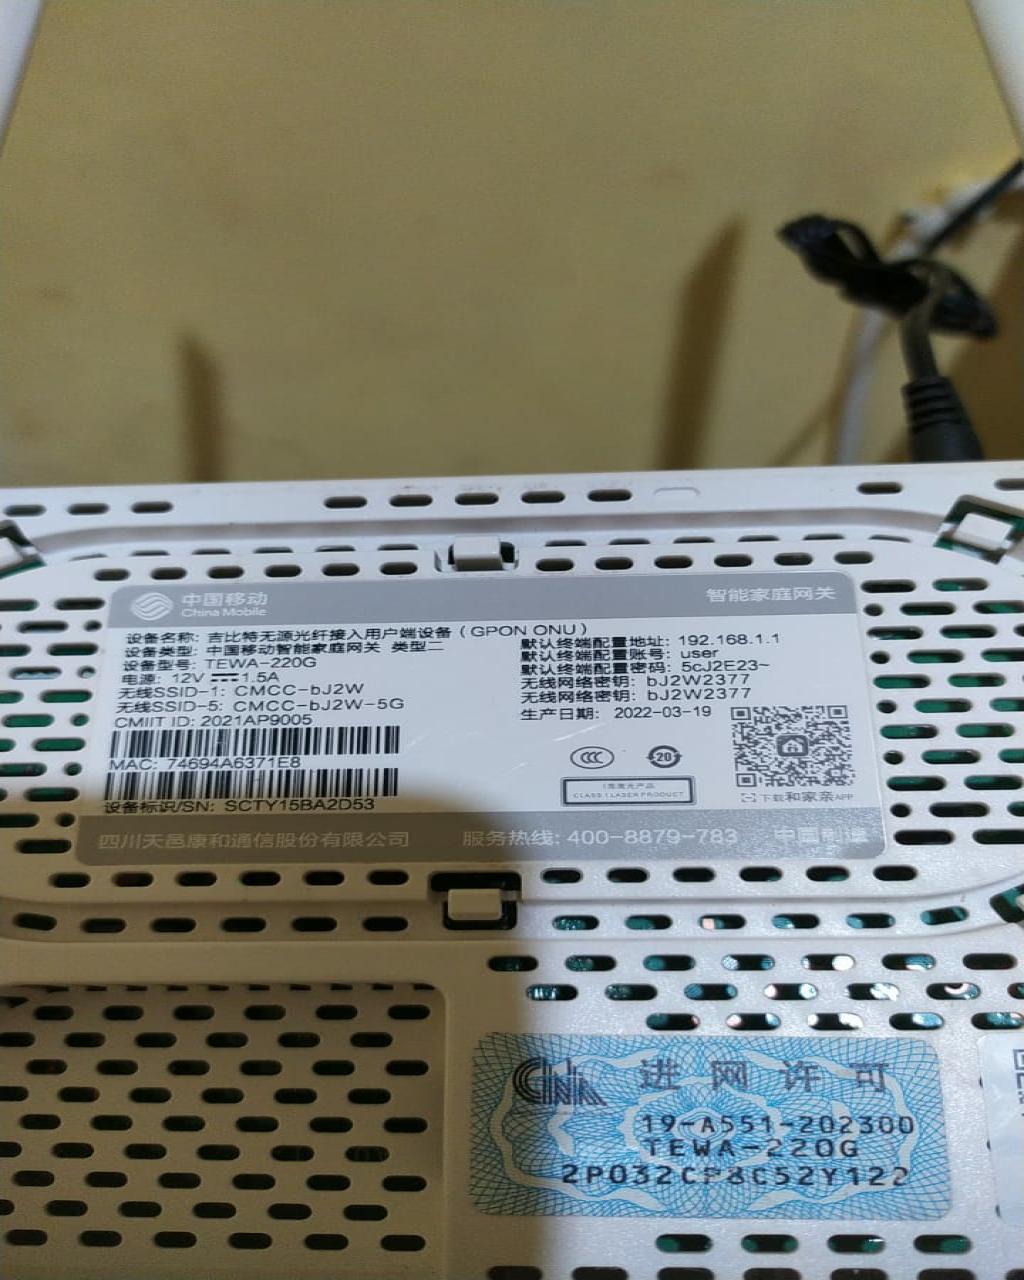 中国移动
China Mobile
智能家庭网关
设备名称: 吉比特无源光纤接入用户端设备 (GPON ONU)
设备类型: 中国移动智能家庭网关 类型二
设备型号: TEWA-220G
电源: 12V 1.5A
无线SSID-1: CMCC-bJ2W
无线SSID-5: CMCC-bJ2W-5G
CMIIT ID: 2021AP9005
MAC: 74694A6371E8
设备标识/SN: SCTY15BA2D53
默认终端配置地址: 192.168.1.1
默认终端配置账号: user
默认终端配置密码: 5cJ2E23~
无线网络密钥: bJ2W2377
无线网络密钥: bJ2W2377
生产日期: 2022-03-19
CCC
20
1类激光产品
CLASS 1 LASER PRODUCT
下载和家亲APP
四川天邑康和通信股份有限公司
服务热线: 400-8879-783
中国制造
进网许可
19-A551-202300
TEWA-220G
2P032CP8C52Y122